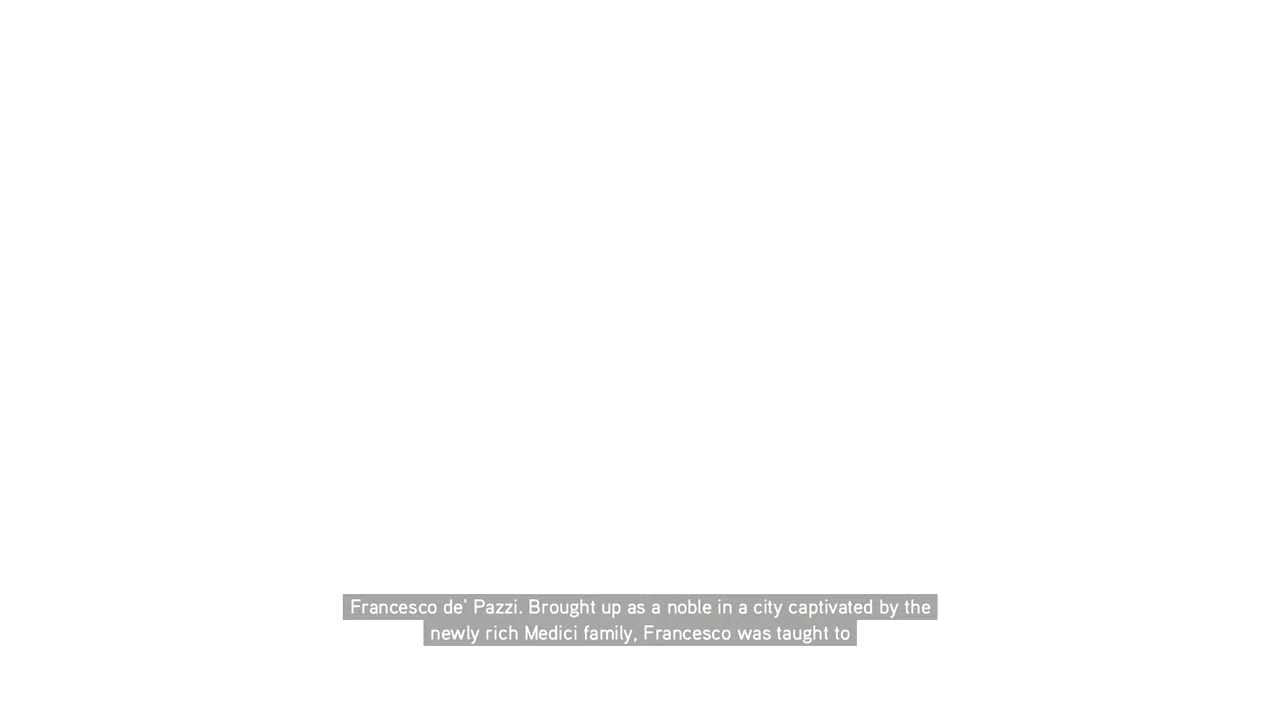 Francesco de' Pazzi. Brought up as a noble in a city captivated by the
newly rich Medici family, Francesco was taught to